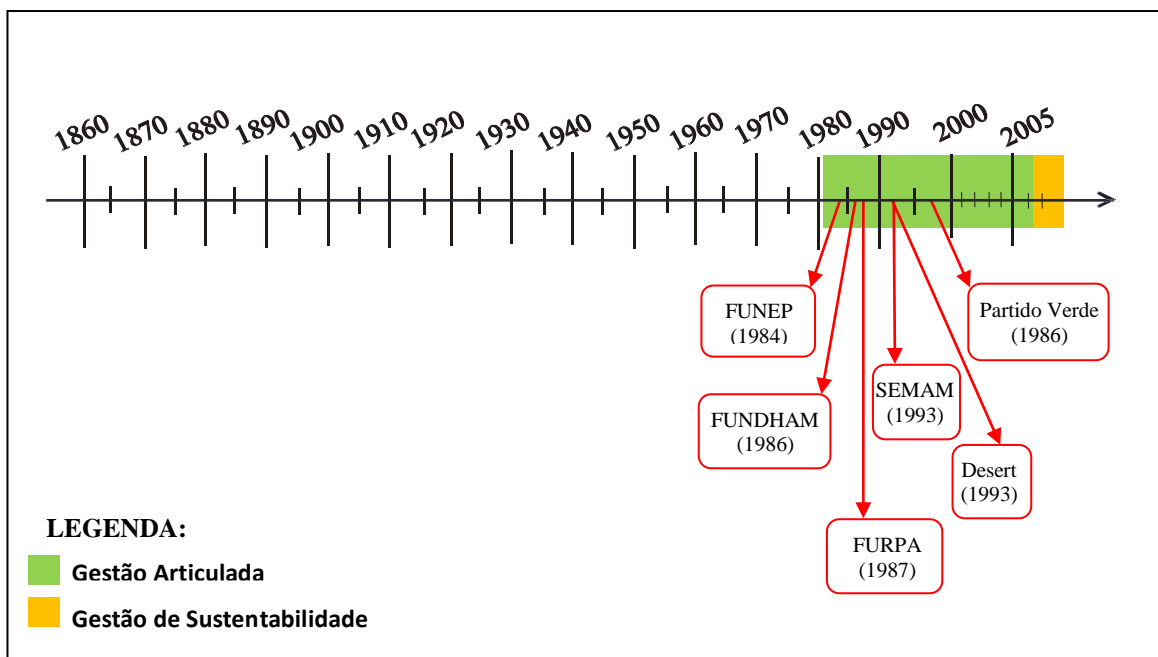 1860 1870 1880 1890 1900 1910 1920 1930 1940 1950 1960 1970 1980 1990 2000 2005
FUNEP
(1984)
Partido Verde
(1986)
SEMAM
(1993)
FUNDHAM
(1986)
Desert
(1993)
FURPA
(1987)
LEGENDA:
Gestão Articulada
Gestão de Sustentabilidade